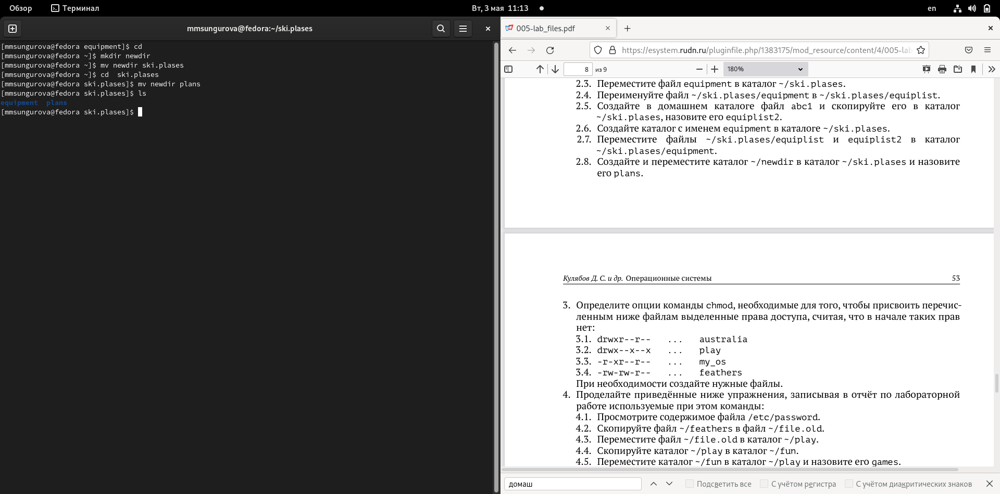 Обзор Терминал Вт, 3 мая 11:13 en
mmsungurova@fedora:~/ski.plases
[mmsungurova@fedora equipment]$ cd
[mmsungurova@fedora ~]$ mkdir newdir
[mmsungurova@fedora ~]$ mv newdir ski.plases
[mmsungurova@fedora ~]$ cd  ski.plases
[mmsungurova@fedora ski.plases]$ mv newdir plans
[mmsungurova@fedora ski.plases]$ ls
equipment  plans
[mmsungurova@fedora ski.plases]$
005-lab_files.pdf
https://esystem.rudn.ru/pluginfile.php/1383175/mod_resource/content/4/005-lab
8 из 9 180%
2.3. Переместите файл equipment в каталог ~/ski.plases.
2.4. Переименуйте файл ~/ski.plases/equipment в ~/ski.plases/equiplist.
2.5. Создайте в домашнем каталоге файл abc1 и скопируйте его в каталог
~/ski.plases, назовите его equiplist2.
2.6. Создайте каталог с именем equipment в каталоге ~/ski.plases.
2.7. Переместите файлы ~/ski.plases/equiplist и equiplist2 в каталог
~/ski.plases/equipment.
2.8. Создайте и переместите каталог ~/newdir в каталог ~/ski.plases и назовите
его plans.
Кулябов Д. С. и др. Операционные системы 53
3. Определите опции команды chmod, необходимые для того, чтобы присвоить перечис-
ленным ниже файлам выделенные права доступа, считая, что в начале таких прав
нет:
3.1. drwxr--r-- ... australia
3.2. drwx--x--x ... play
3.3. -r-xr--r-- ... my_os
3.4. -rw-rw-r-- ... feathers
При необходимости создайте нужные файлы.
4. Проделайте приведённые ниже упражнения, записывая в отчёт по лабораторной
работе используемые при этом команды:
4.1. Просмотрите содержимое файла /etc/password.
4.2. Скопируйте файл ~/feathers в файл ~/file.old.
4.3. Переместите файл ~/file.old в каталог ~/play.
4.4. Скопируйте каталог ~/play в каталог ~/fun.
4.5. Переместите каталог ~/fun в каталог ~/play и назовите его games.
домаш Подсветить все С учётом регистра С учётом диакритических знаков